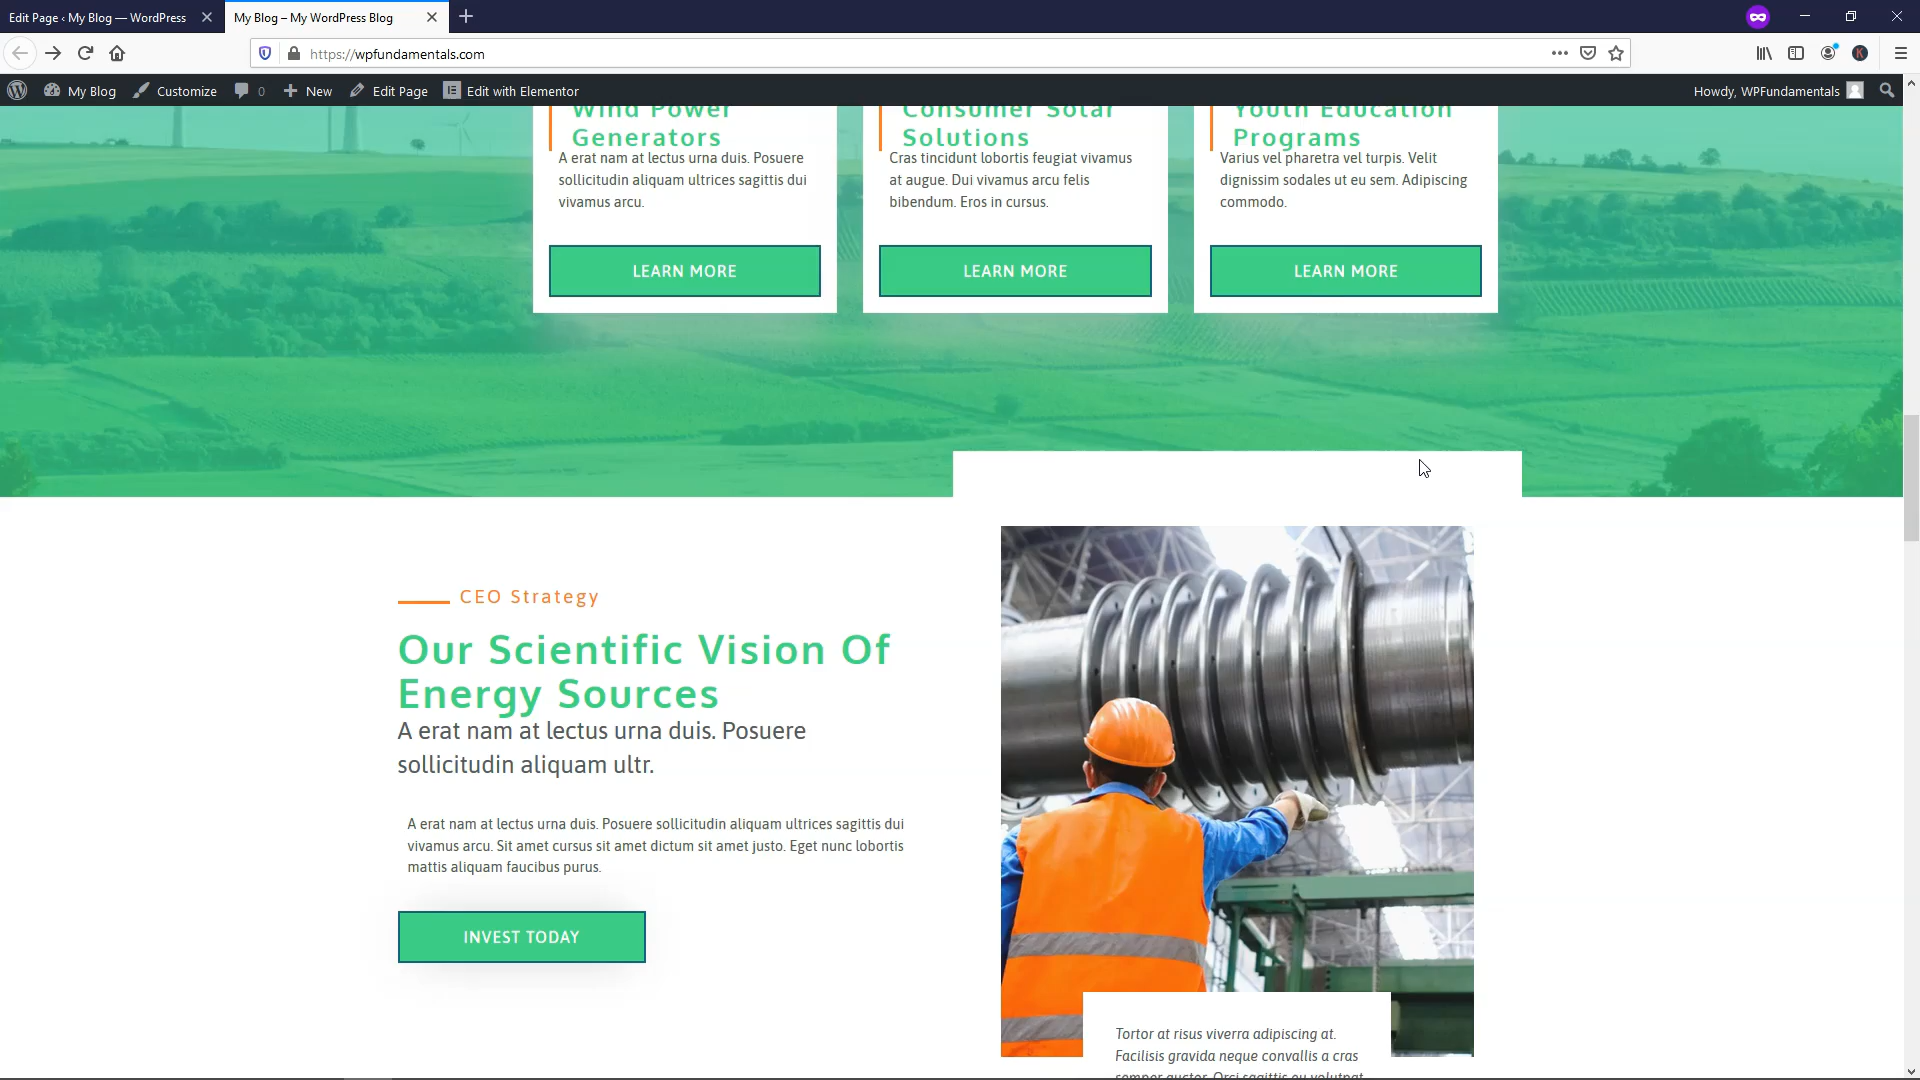 Edit Page ‹ My Blog — WordPress
My Blog – My WordPress Blog
https://wpfundamentals.com
My Blog
Customize
0
New
Edit Page
Edit with Elementor
Howdy, WPFundamentals
Wind Power
Generators
A erat nam at lectus urna duis. Posuere
sollicitudin aliquam ultrices sagittis dui
vivamus arcu.
LEARN MORE
Consumer Solar
Solutions
Cras tincidunt lobortis feugiat vivamus
at augue. Dui vivamus arcu felis
bibendum. Eros in cursus.
LEARN MORE
Youth Education
Programs
Varius vel pharetra vel turpis. Velit
dignissim sodales ut eu sem. Adipiscing
commodo.
LEARN MORE
CEO Strategy
Our Scientific Vision Of
Energy Sources
A erat nam at lectus urna duis. Posuere
sollicitudin aliquam ultr.
A erat nam at lectus urna duis. Posuere sollicitudin aliquam ultrices sagittis dui
vivamus arcu. Sit amet cursus sit amet dictum sit amet justo. Eget nunc lobortis
mattis aliquam faucibus purus.
INVEST TODAY
Tortor at risus viverra adipiscing at.
Facilisis gravida neque convallis a cras
semper auctor. Orci sagittis eu volutpat